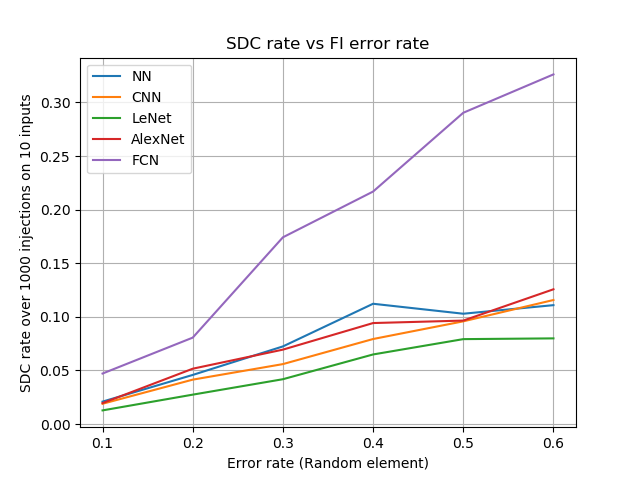 SDC rate vs FI error rate
SDC rate over 1000 injections on 10 inputs
0.30
0.25
0.20
0.15
0.10
0.05
0.00
NN
CNN
LeNet
AlexNet
FCN
0.1 0.2 0.3 0.4 0.5 0.6
Error rate (Random element)